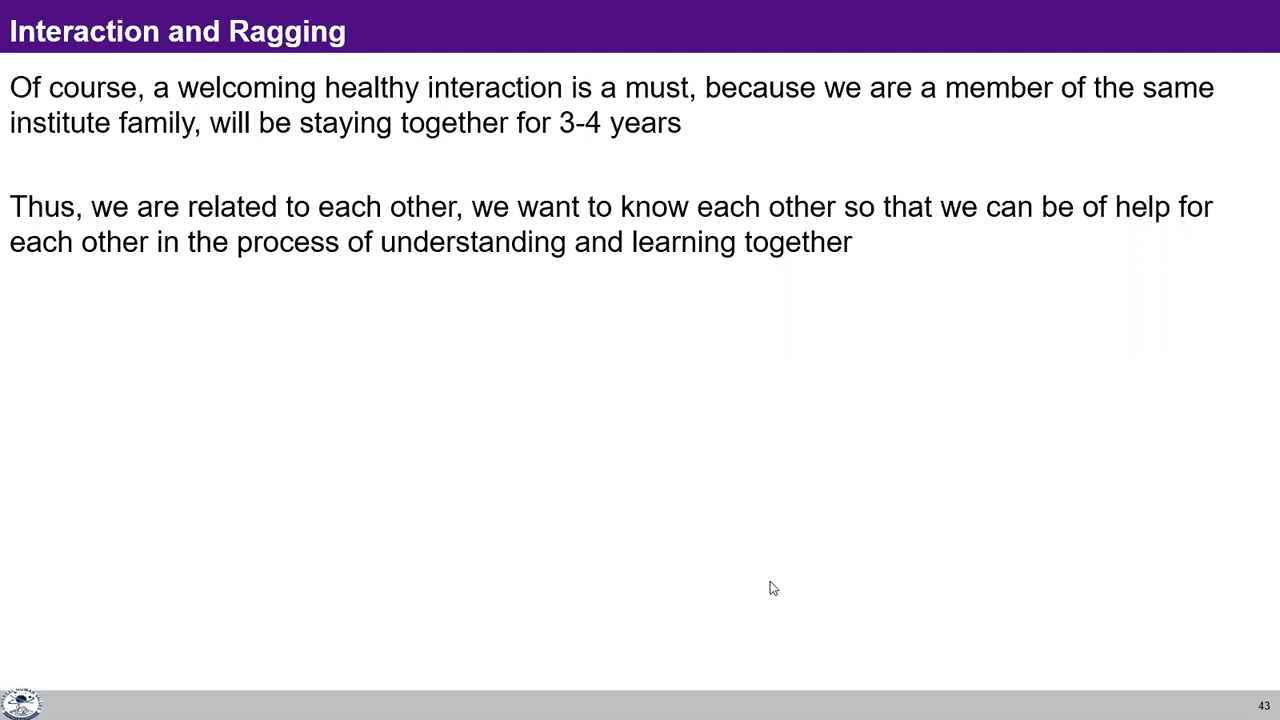 Interaction and Ragging
Of course, a welcoming healthy interaction is a must, because we are a member of the same
institute family, will be staying together for 3-4 years
Thus, we are related to each other, we want to know each other so that we can be of help for
each other in the process of understanding and learning together
43